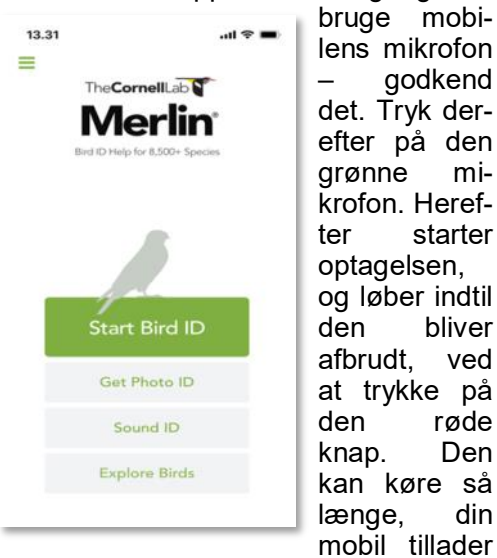 13.31
TheCornellLab
Merlin®
Bird ID Help for 8,500+ Species
Start Bird ID
Get Photo ID
Sound ID
Explore Birds
bruge mobi-
lens mikrofon
– godkend
det. Tryk der-
efter på den
grønne mi-
krofon. Heref-
ter starter
optagelsen,
og løber indtil
den bliver
afbrudt, ved
at trykke på
den røde
knap. Den
kan køre så
længe, din
mobil tillader